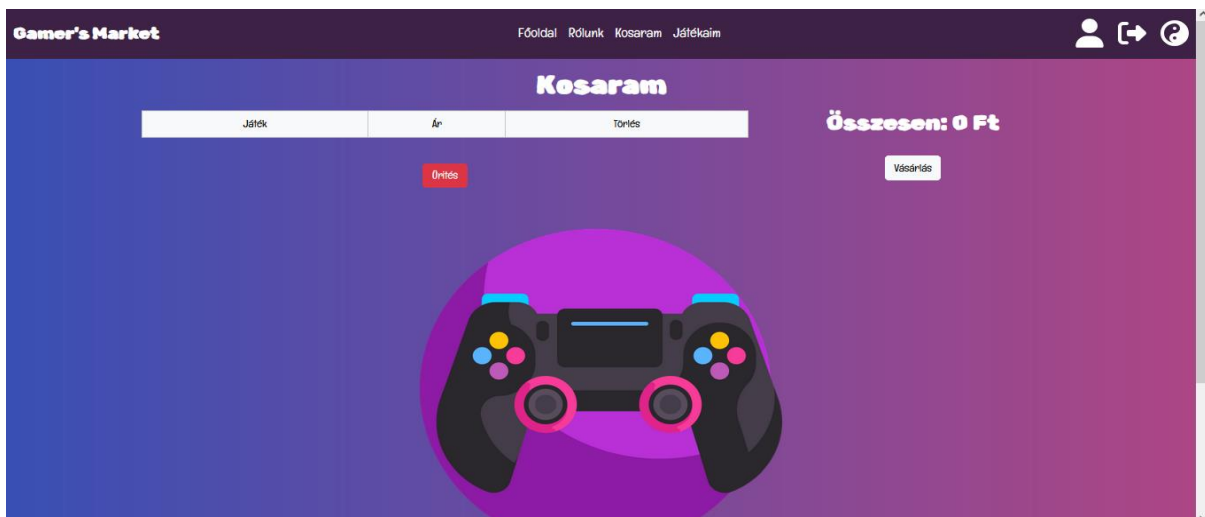 Gamer's Market Főoldal Rólunk Kosaram Játékaim
Kosaram
Játék Ár Törlés
Összesen: 0 Ft
Ürítés
Vásárlás